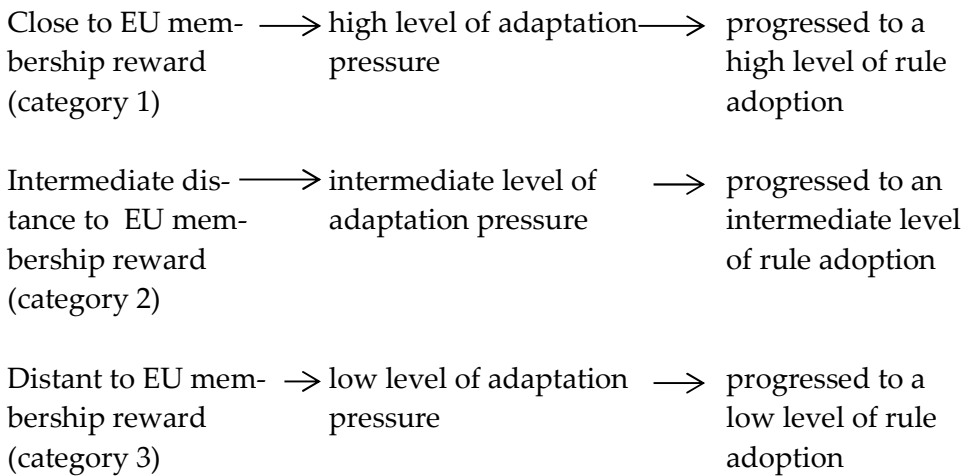 Close to EU mem- → high level of adaptation → progressed to a
bership reward pressure high level of rule
(category 1) adoption
Intermediate dis- → intermediate level of → progressed to an
tance to EU mem- adaptation pressure intermediate level
bership reward of rule adoption
(category 2)
Distant to EU mem- → low level of adaptation → progressed to a
bership reward pressure low level of rule
(category 3) adoption